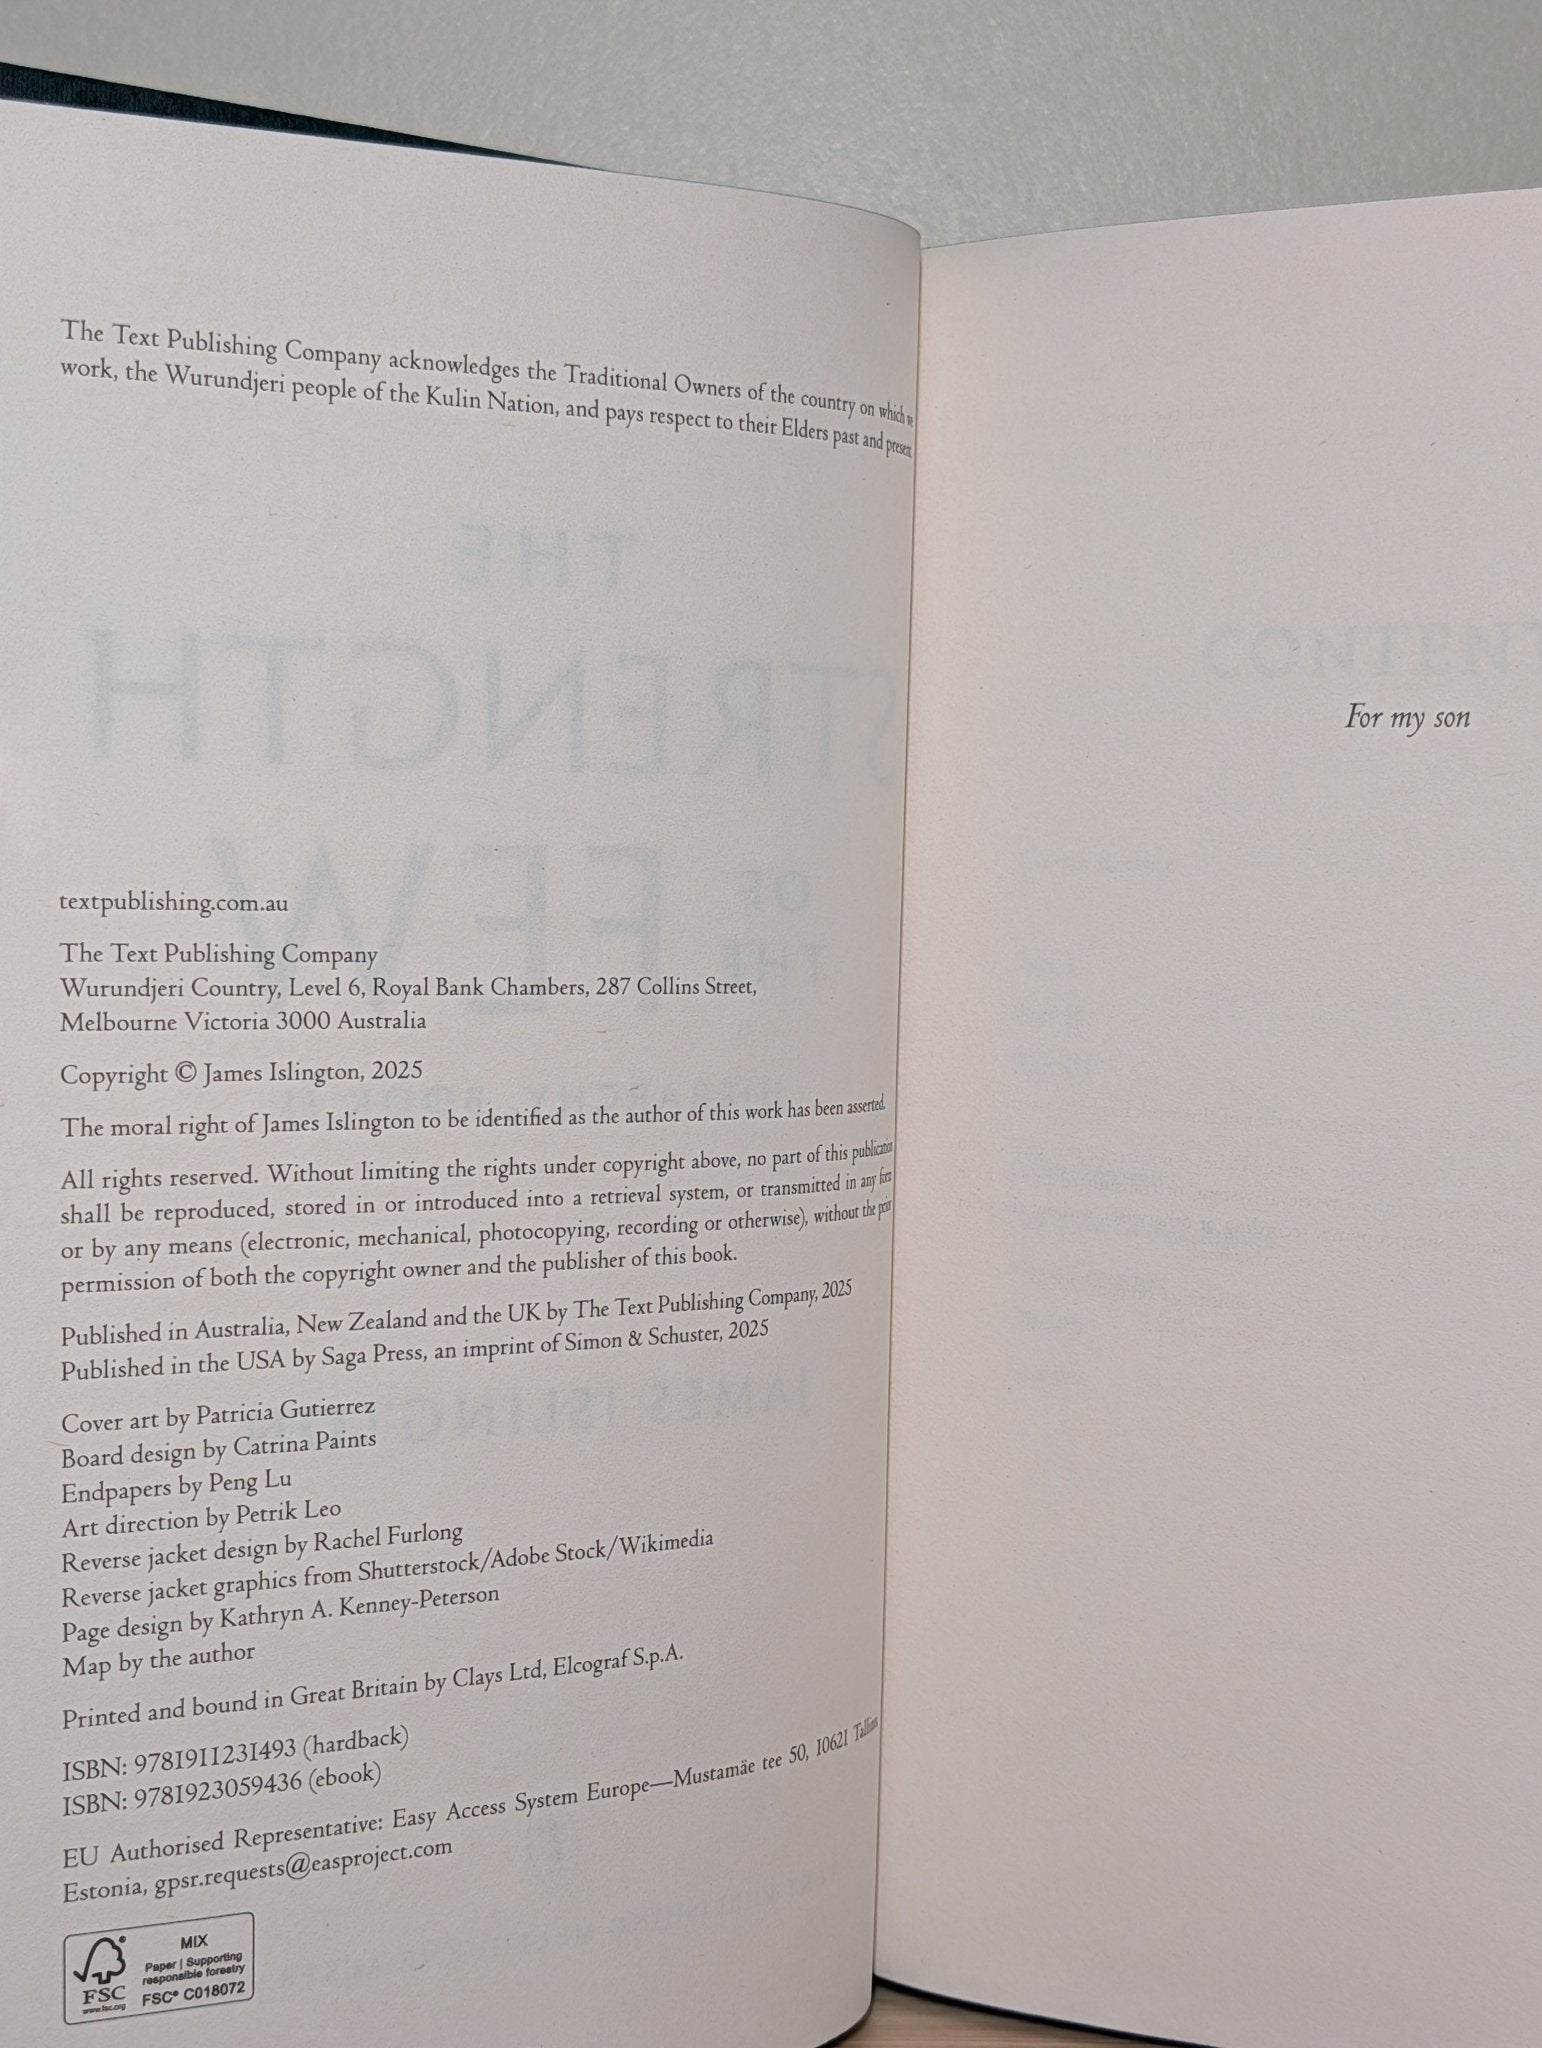 The Text Publishing Company acknowledges the Traditional Owners of the country on which we
work, the Wurundjeri people of the Kulin Nation, and pays respect to their Elders past and present.
THE
STRENGTH
OF
THE
FEW
textpublishing.com.au
The Text Publishing Company
Wurundjeri Country, Level 6, Royal Bank Chambers, 287 Collins Street,
Melbourne Victoria 3000 Australia
Copyright © James Islington, 2025
The moral right of James Islington to be identified as the author of this work has been asserted.
All rights reserved. Without limiting the rights under copyright above, no part of this publication
shall be reproduced, stored in or introduced into a retrieval system, or transmitted in any form
or by any means (electronic, mechanical, photocopying, recording or otherwise), without the prior
permission of both the copyright owner and the publisher of this book.
Published in Australia, New Zealand and the UK by The Text Publishing Company, 2025
Published in the USA by Saga Press, an imprint of Simon & Schuster, 2025
JAMES ISLING
Cover art by Patricia Gutierrez
Board design by Catrina Paints
Endpapers by Peng Lu
Art direction by Petrik Leo
Reverse jacket design by Rachel Furlong
Reverse jacket graphics from Shutterstock/Adobe Stock/Wikimedia
Page design by Kathryn A. Kenney-Peterson
Map by the author
Printed and bound in Great Britain by Clays Ltd, Elcograf S.p.A.
ISBN: 9781911231493 (hardback)
ISBN: 9781923059436 (ebook)
EU Authorised Representative: Easy Access System Europe—Mustamäe tee 50, 10621 Tallinn,
Estonia, gpsr.requests@easproject.com
FSC
www.fsc.org
MIX
Paper | Supporting
responsible forestry
FSC® C018072
CONTENT
For my son